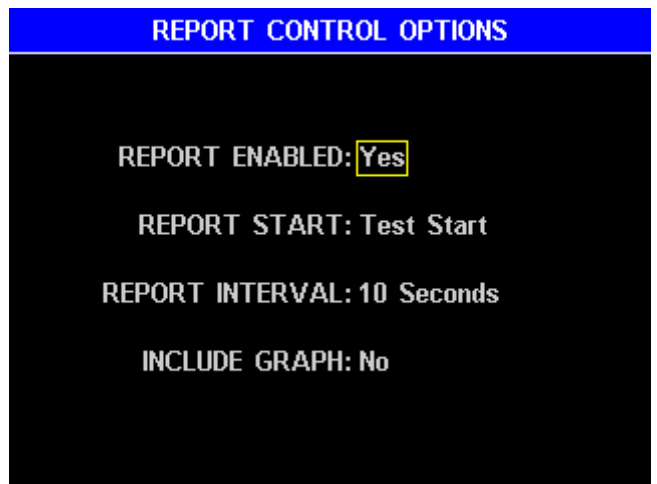 REPORT CONTROL OPTIONS
REPORT ENABLED: Yes
REPORT START: Test Start
REPORT INTERVAL: 10 Seconds
INCLUDE GRAPH: No